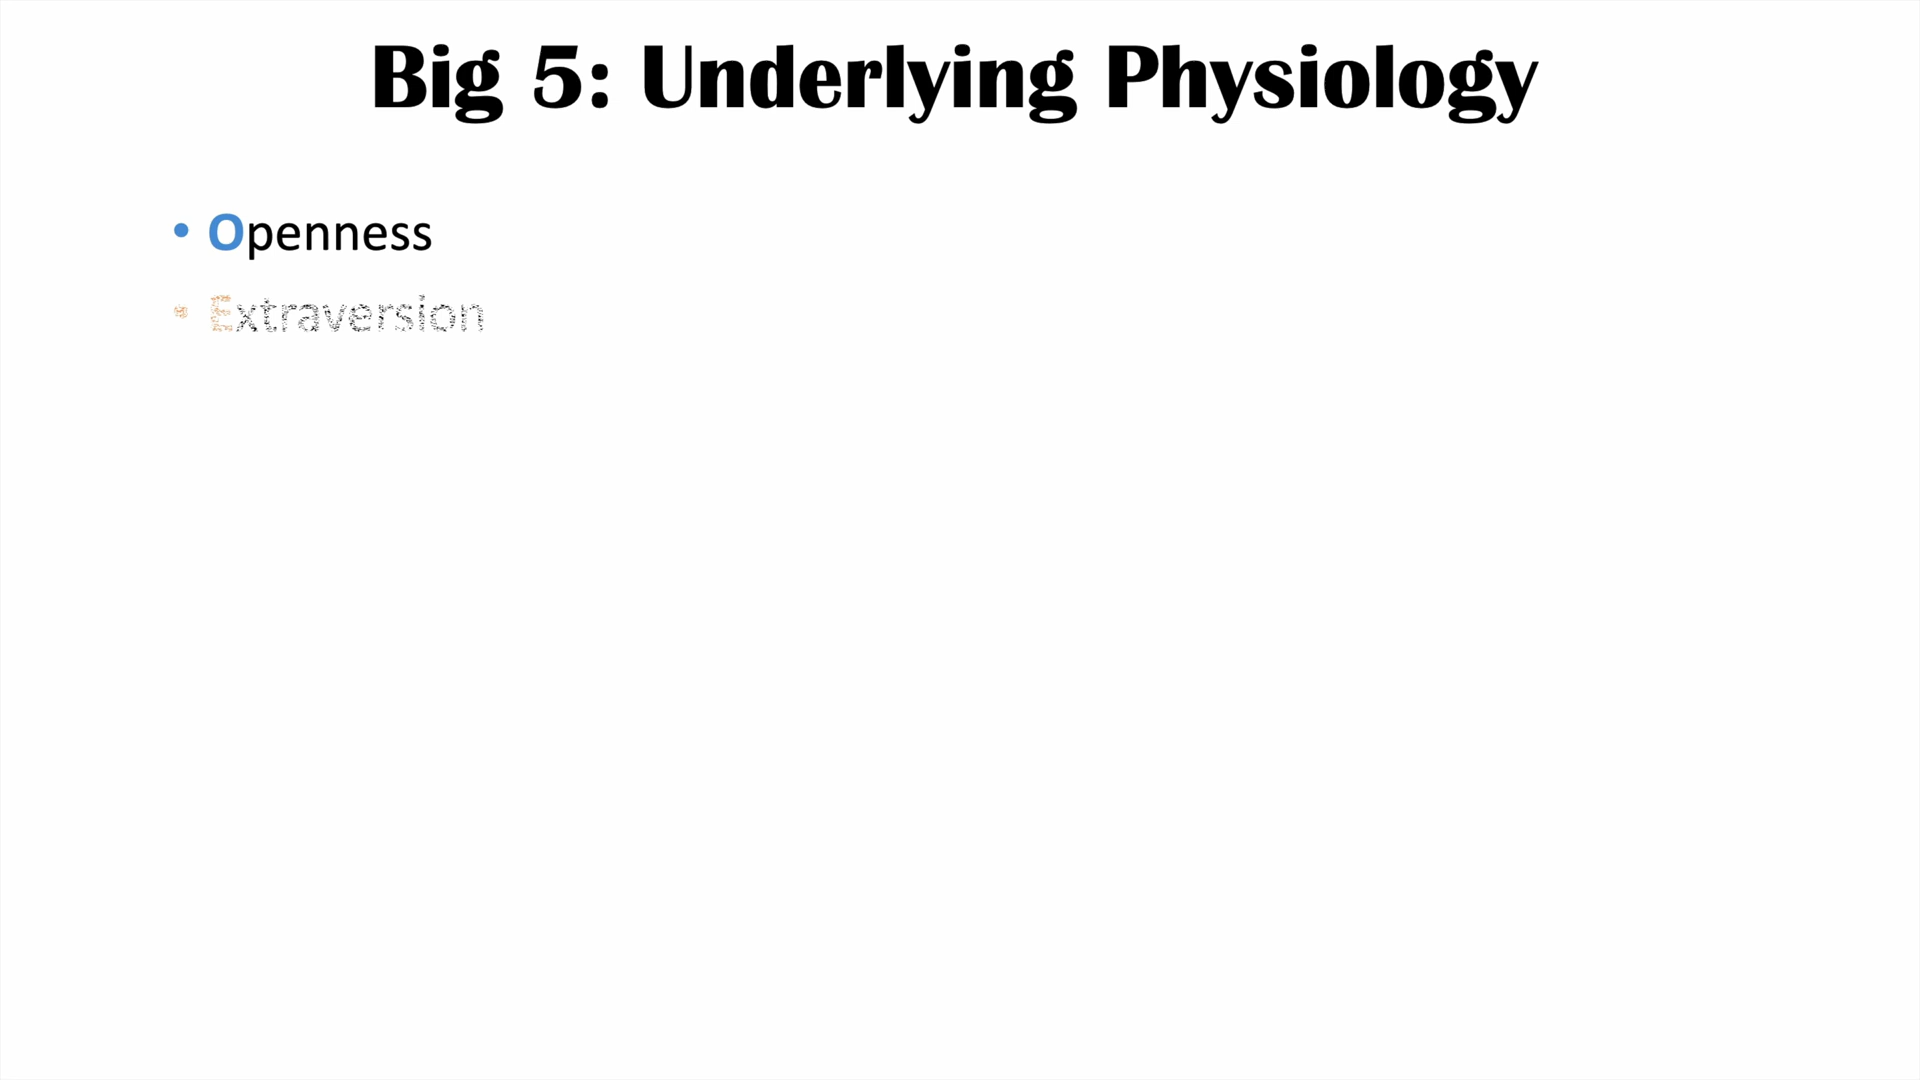 Big 5: Underlying Physiology
• Openness
• Extraversion